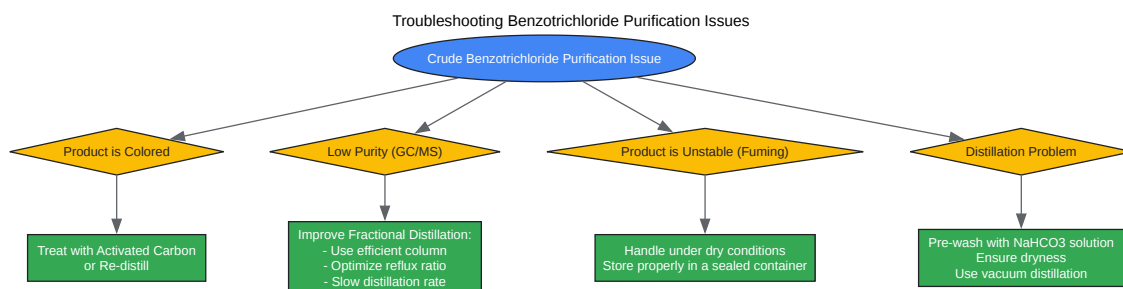 Troubleshooting Benzotrichloride Purification Issues
Crude Benzotrichloride Purification Issue
Product is Colored
Low Purity (GC/MS)
Product is Unstable (Fuming)
Distillation Problem
Treat with Activated Carbon
or Re-distill
Improve Fractional Distillation:
- Use efficient column
- Optimize reflux ratio
- Slow distillation rate
Handle under dry conditions
Store properly in a sealed container
Pre-wash with NaHCO3 solution
Ensure dryness
Use vacuum distillation